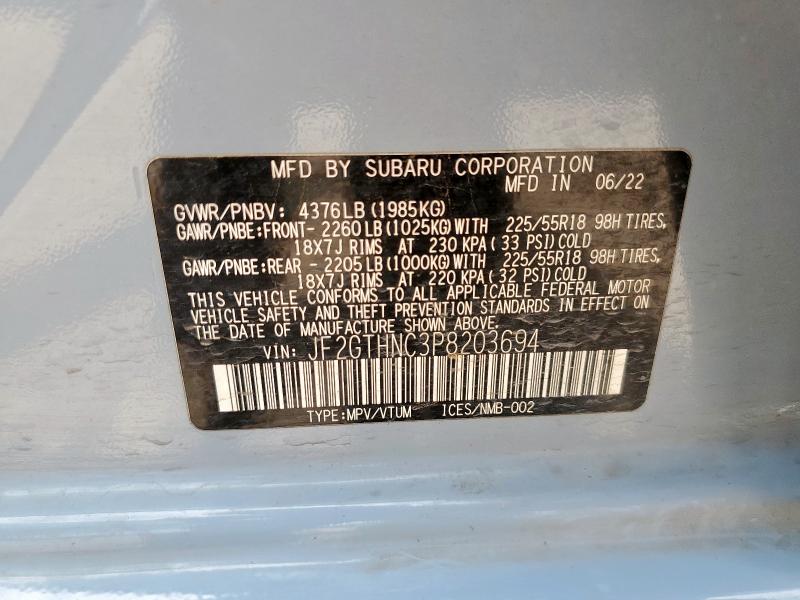 MFD BY SUBARU CORPORATION
MFD IN 06/22
GVWR/PNBV: 4376LB (1985KG)
GAWR/PNBE:FRONT- 2260LB (1025KG) WITH 225/55R18 98H TIRES,
18X7J RIMS AT 230 KPA ( 33 PSI) COLD
GAWR/PNBE:REAR - 2205LB (1000KG) WITH 225/55R18 98H TIRES,
18X7J RIMS AT 220 KPA ( 32 PSI) COLD
THIS VEHICLE CONFORMS TO ALL APPLICABLE FEDERAL MOTOR
VEHICLE SAFETY AND THEFT PREVENTION STANDARDS IN EFFECT ON
THE DATE OF MANUFACTURE SHOWN ABOVE.
VIN: JF2GTHNC3P8203694
TYPE:MPV/VTUM ICES/NMB-002